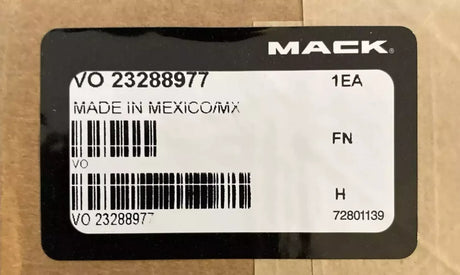 MACK®
VO 23288977 1EA
MADE IN MEXICO/MX
FN
VO
H
VO 23288977 72801139